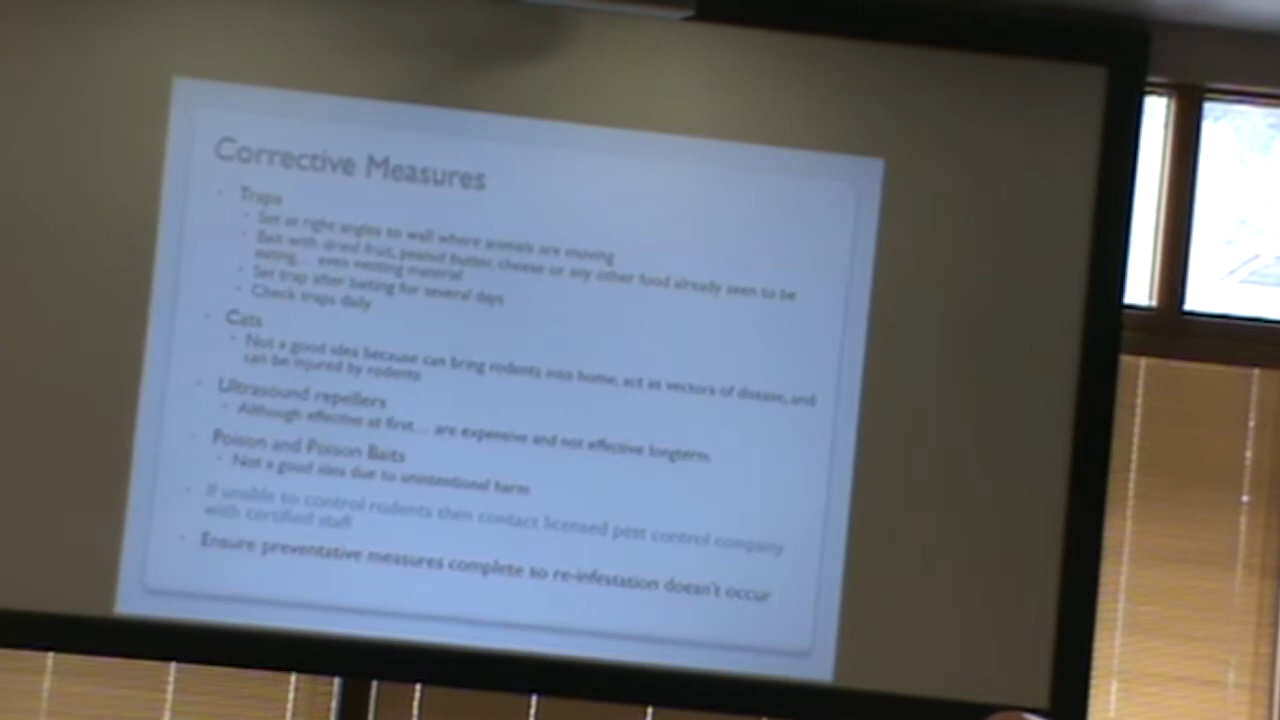 Corrective Measures
Traps
Set at right angles to wall where animals are moving
Bait with dried fruit, peanut butter, cheese or any other food already seen to be
eating… even nesting material
Set trap after baiting for several days
Check traps daily
Cats
Not a good idea because can bring rodents into home, act as vectors of disease, and
can be injured by rodents
Ultrasound repellers
Although effective at first… are expensive and not effective longterm.
Poison and Poison Baits
Not a good idea due to unintentional harm
If unable to control rodents then contact licensed pest control company
with certified staff
Ensure preventative measures complete so re-infestation doesn't occur